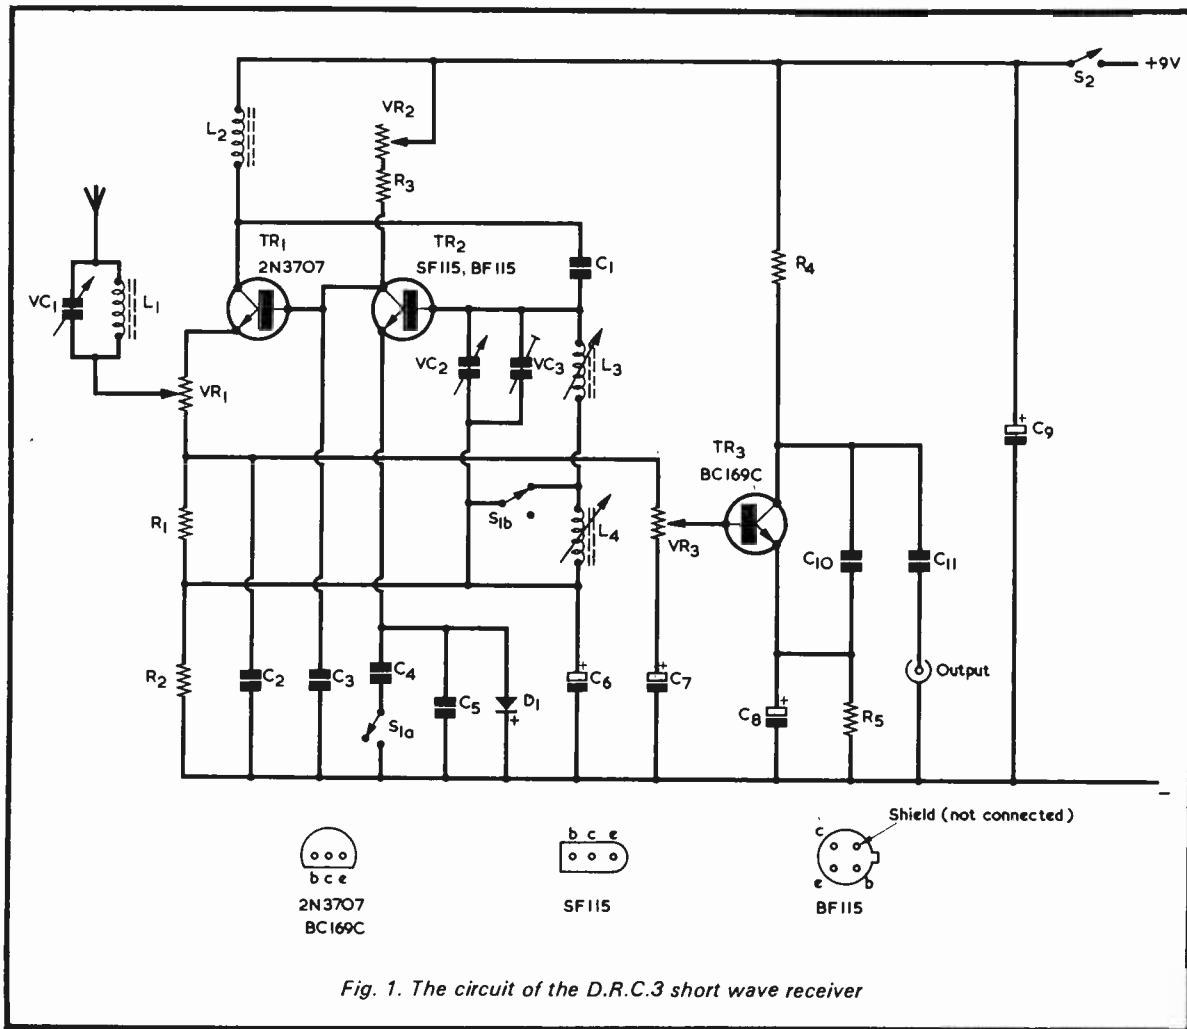 +9V
S2
VR2
L2
R3
TR1
2N3707
TR2
SF115, BF115
C1
R4
VC1
L1
VR1
VC2
VC3
L3
C9
TR3
BC169C
R1
S1b
L4
VR3
C10
C11
R2
C2
C3
C4
C5
D1
+
+
C6
+
C7
+
C8
R5
Output
S1a
+
–
Shield (not connected)
b c e
2N3707
BC169C
b c e
SF115
c
e
b
BF115
Fig. 1. The circuit of the D.R.C.3 short wave receiver